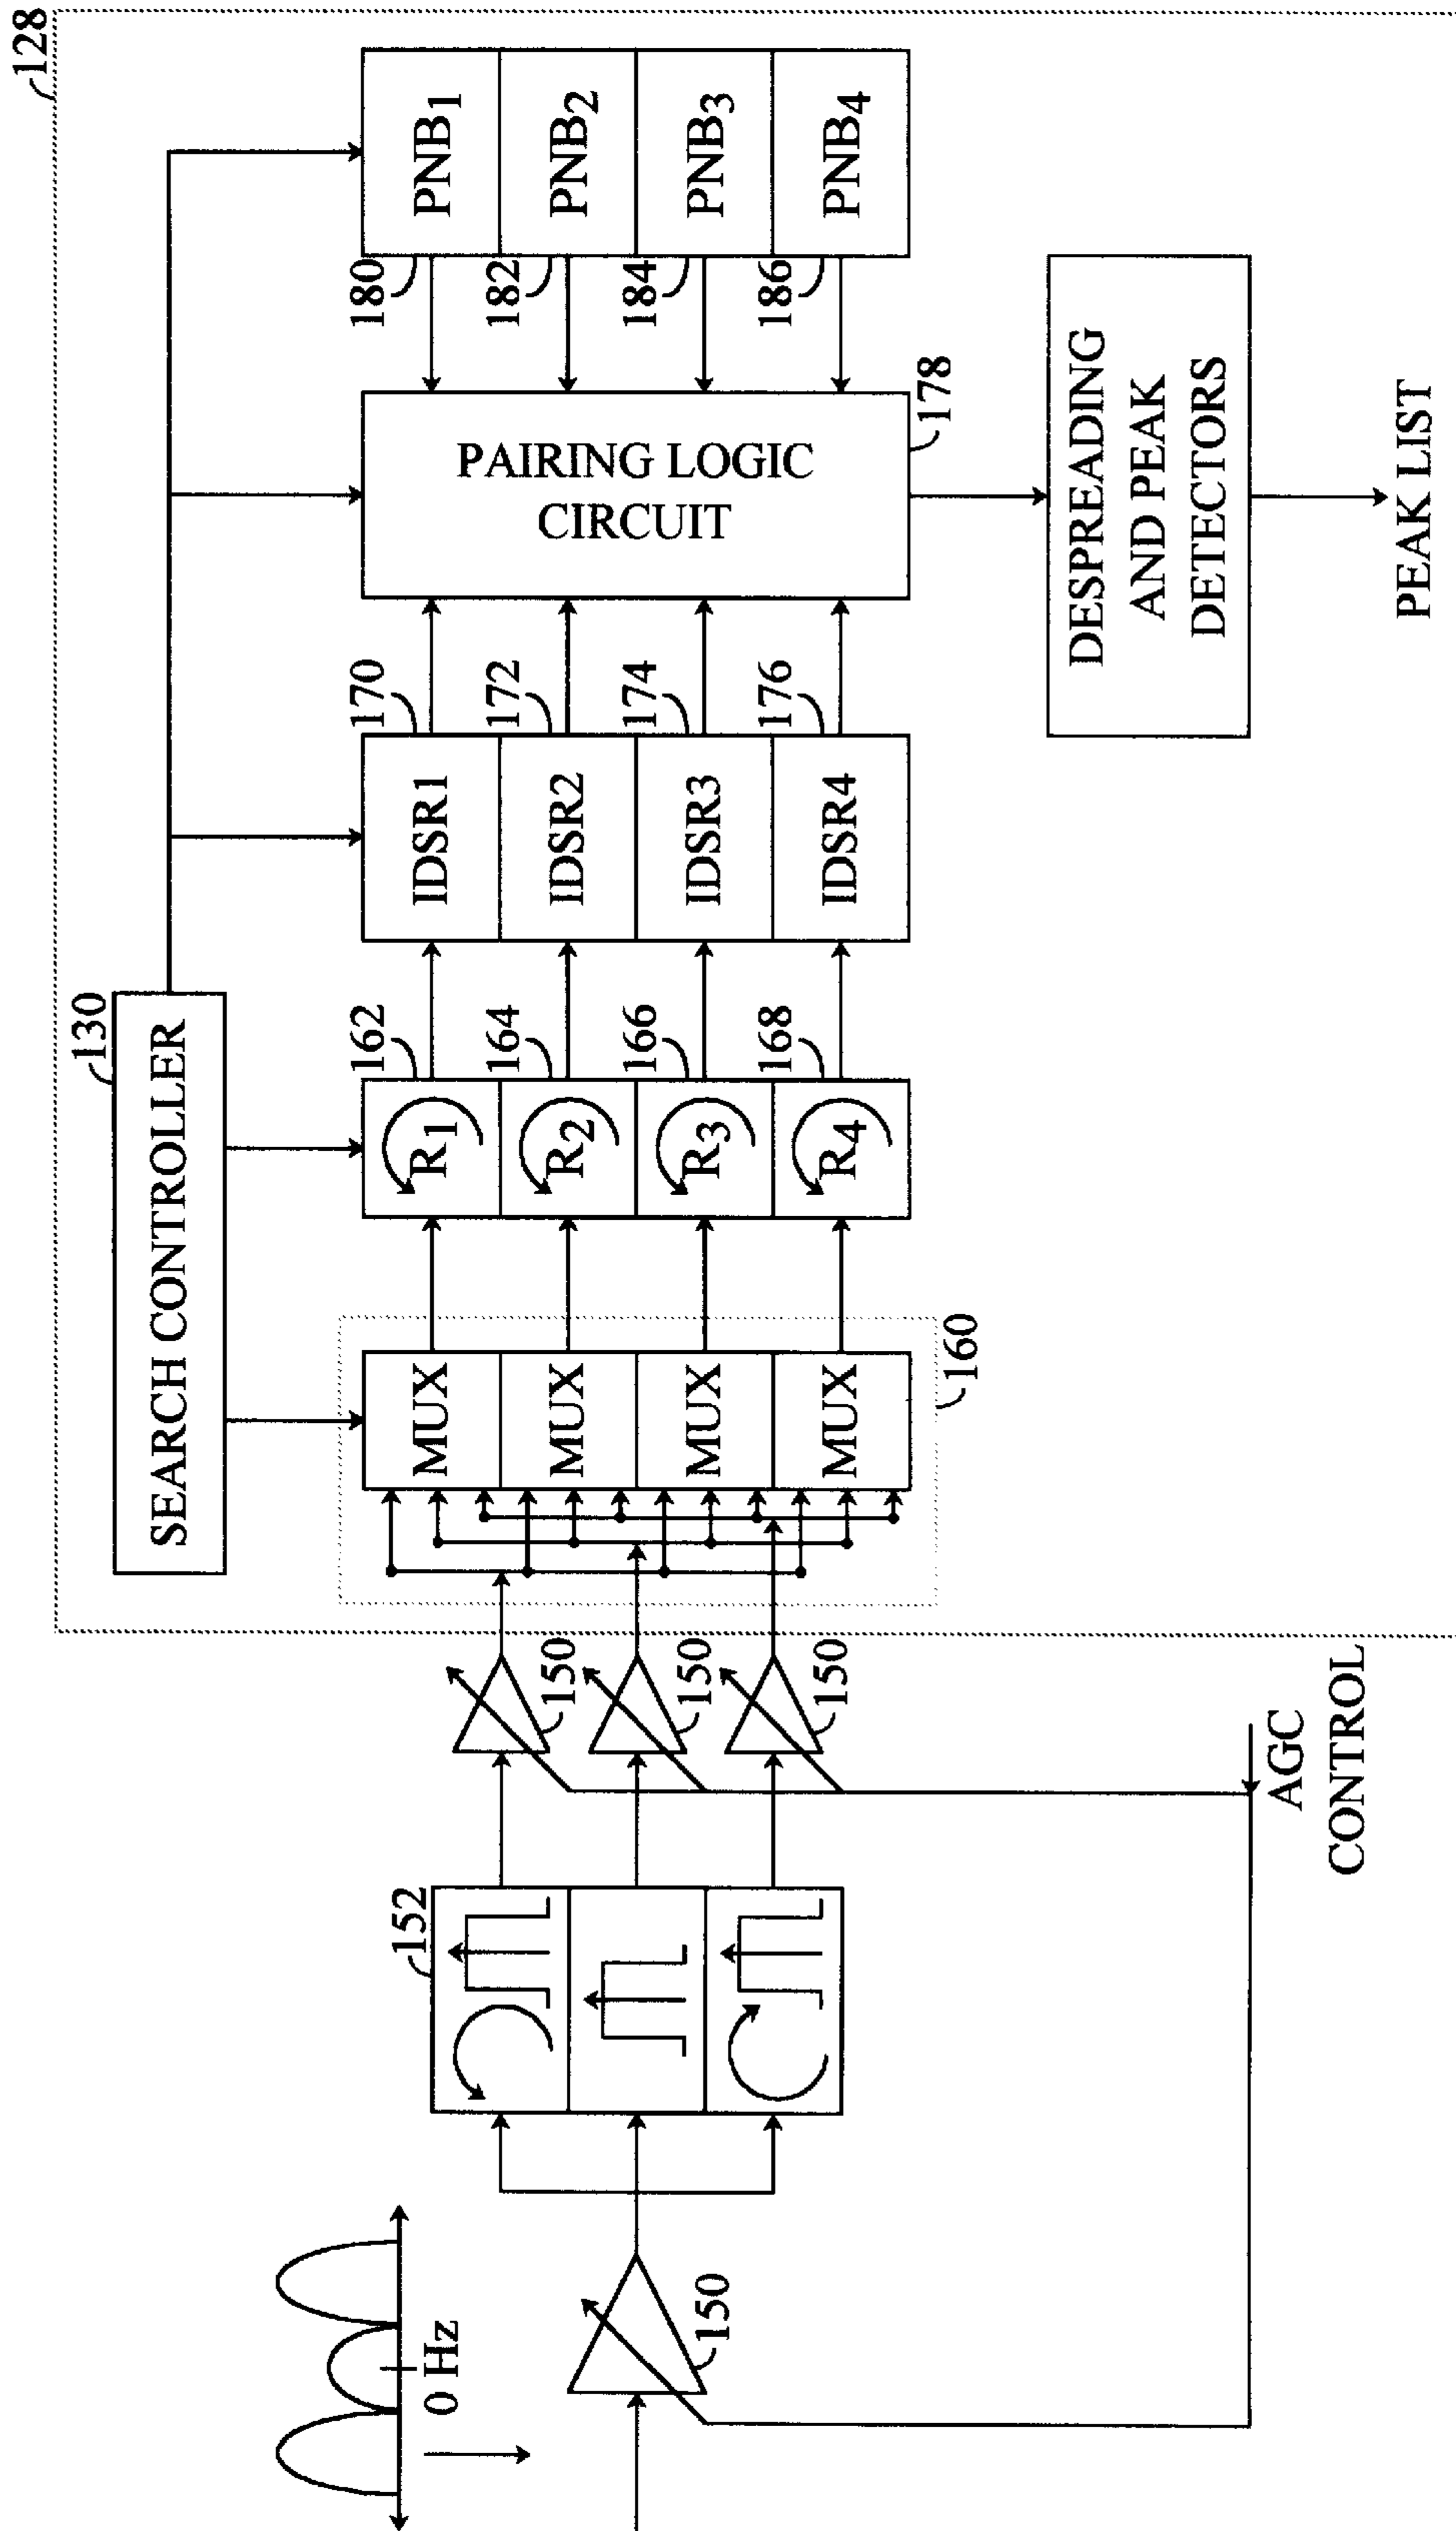 128
130
SEARCH CONTROLLER
0 Hz
150
152
150
150
150
AGC
CONTROL
MUX
MUX
MUX
MUX
160
R1
R2
R3
R4
162
164
166
168
IDSR1
IDSR2
IDSR3
IDSR4
170
172
174
176
PAIRING LOGIC
CIRCUIT
178
PNB1
PNB2
PNB3
PNB4
180
182
184
186
DESPREADING
AND PEAK
DETECTORS
PEAK LIST